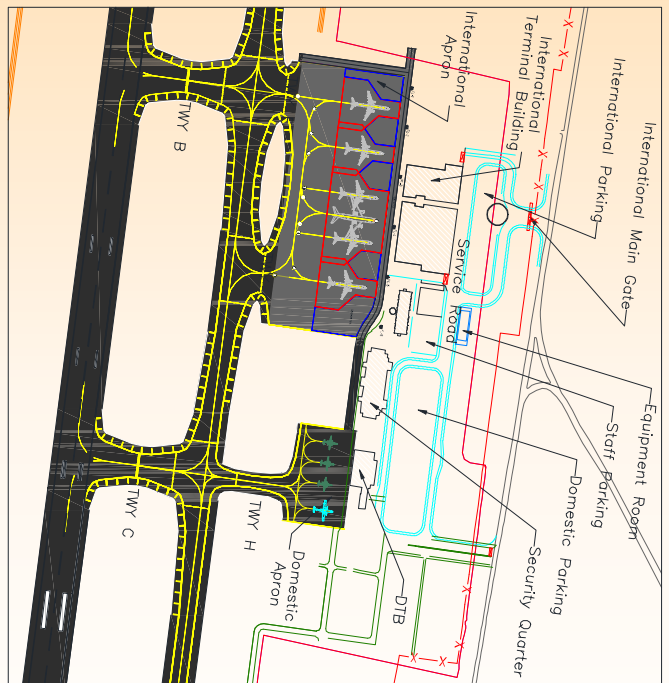 International
Apron
International
Terminal Building
International Parking
International Main Gate
Service Road
Equipment Room
Staff Parking
Domestic Parking
Security Quarter
DTB
Domestic
Apron
TWY B
TWY C
TWY H